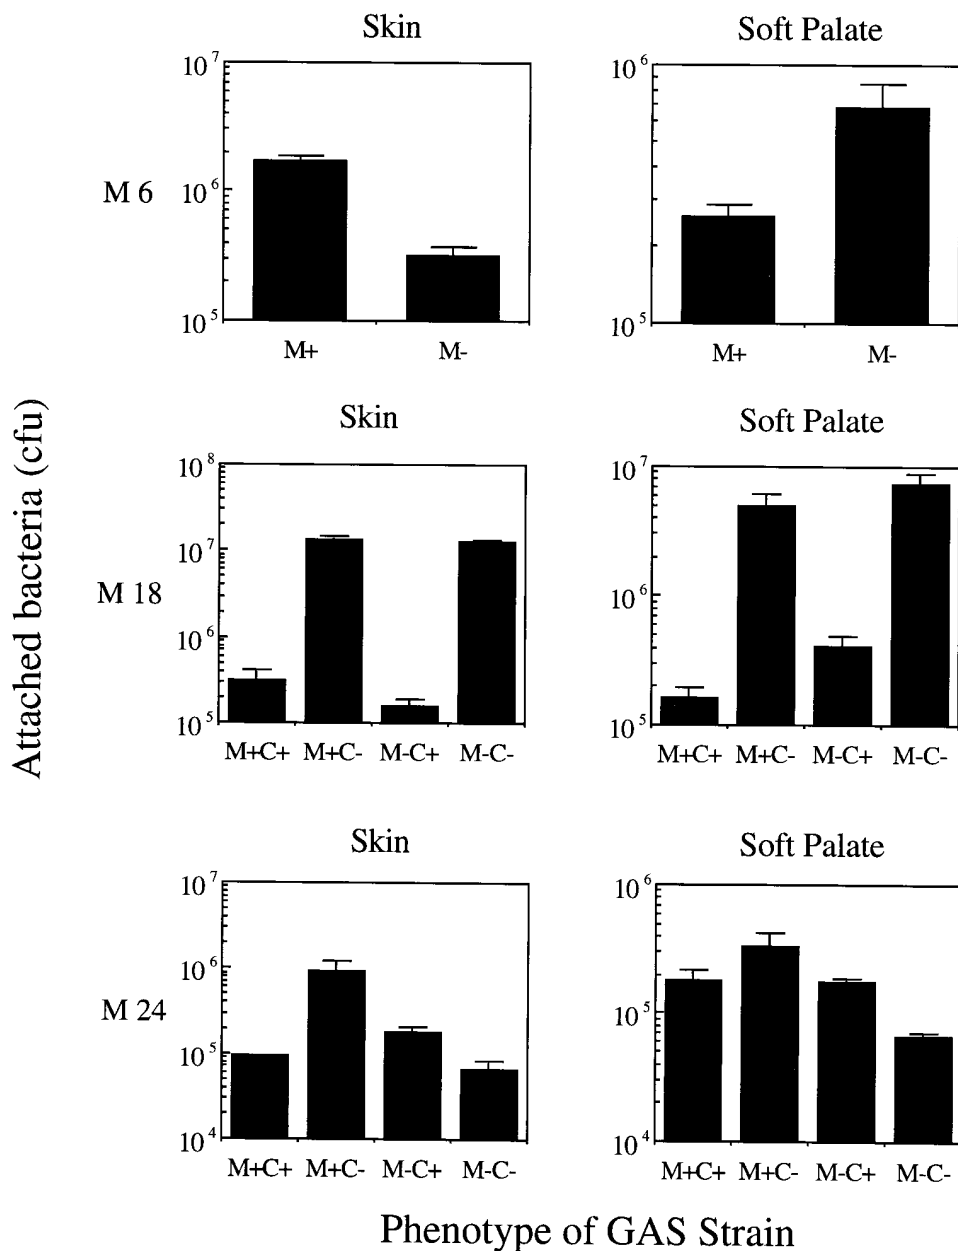 Skin
Soft Palate
10^7
10^6
10^5
M 6
M+
M-
10^6
10^5
M+
M-
Skin
Soft Palate
Attached bacteria (cfu)
10^8
10^7
10^6
10^5
M 18
M+C+ M+C- M-C+ M-C-
10^7
10^6
10^5
M+C+ M+C- M-C+ M-C-
Skin
Soft Palate
10^7
10^6
10^5
10^4
M 24
M+C+ M+C- M-C+ M-C-
10^6
10^5
10^4
M+C+ M+C- M-C+ M-C-
Phenotype of GAS Strain